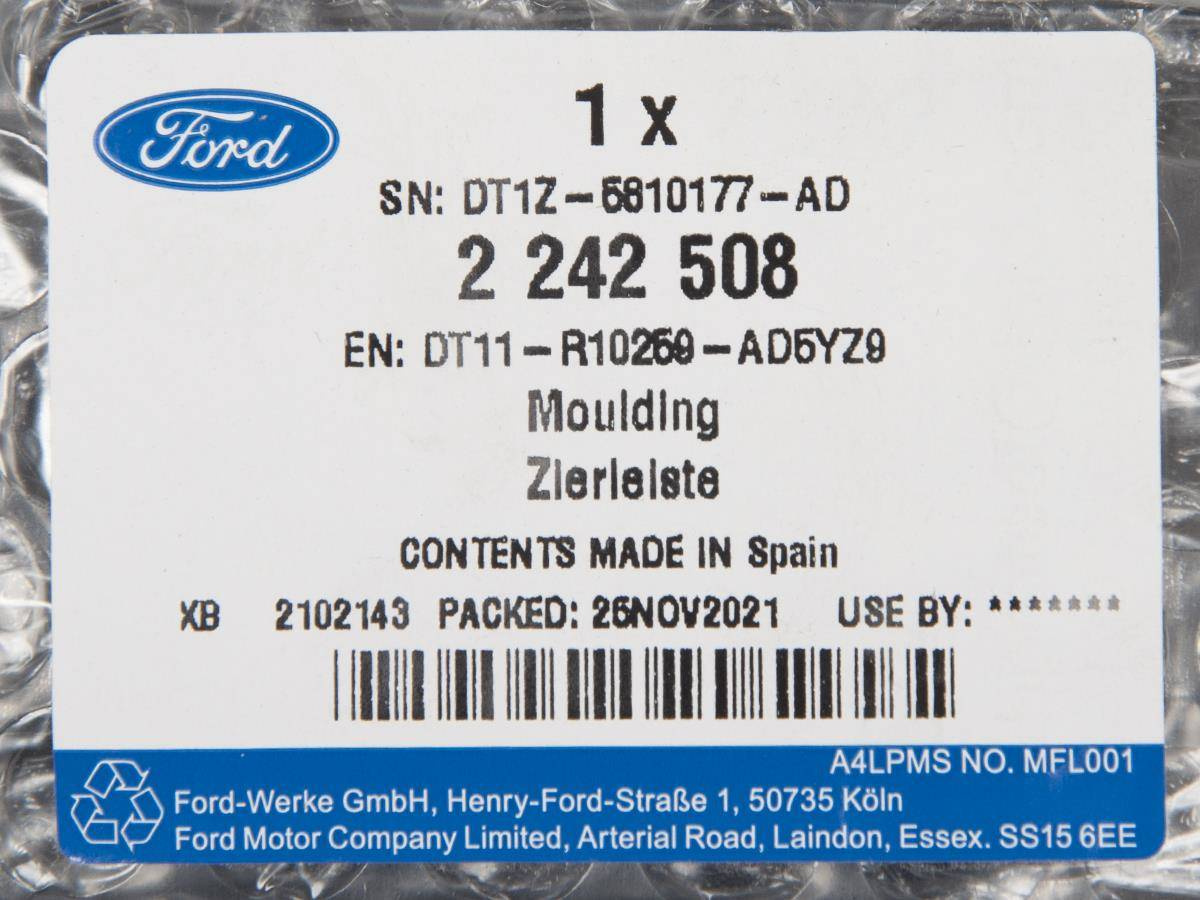 Ford
1 x
SN: DT1Z-5810177-AD
2 242 508
EN: DT11-R10259-AD5YZ9
Moulding
Zierleiste
CONTENTS MADE IN Spain
XB 2102143 PACKED: 26NOV2021 USE BY: *******
A4LPMS NO. MFL001
Ford-Werke GmbH, Henry-Ford-Straße 1, 50735 Köln
Ford Motor Company Limited, Arterial Road, Laindon, Essex. SS15 6EE